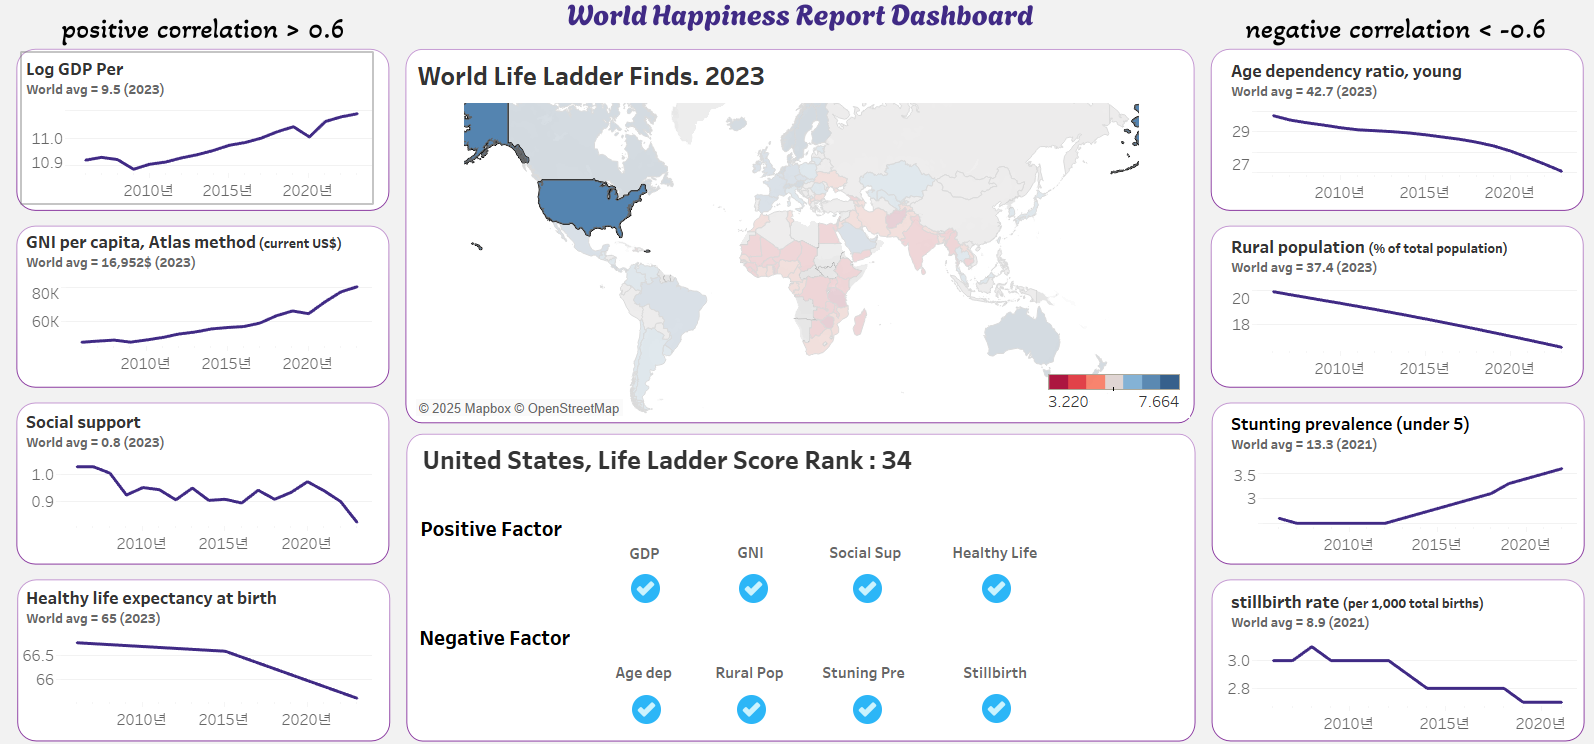 World Happiness Report Dashboard
positive correlation > 0.6
negative correlation < -0.6
Log GDP Per
World avg = 9.5 (2023)
11.0
10.9
2010년 2015년 2020년
GNI per capita, Atlas method (current US$)
World avg = 16,952$ (2023)
80K
60K
2010년 2015년 2020년
Social support
World avg = 0.8 (2023)
1.0
0.9
2010년 2015년 2020년
Healthy life expectancy at birth
World avg = 65 (2023)
66.5
66
2010년 2015년 2020년
World Life Ladder Finds. 2023
© 2025 Mapbox © OpenStreetMap
3.220 7.664
United States, Life Ladder Score Rank : 34
Positive Factor
GDP GNI Social Sup Healthy Life
Negative Factor
Age dep Rural Pop Stuning Pre Stillbirth
Age dependency ratio, young
World avg = 42.7 (2023)
29
27
2010년 2015년 2020년
Rural population (% of total population)
World avg = 37.4 (2023)
20
18
2010년 2015년 2020년
Stunting prevalence (under 5)
World avg = 13.3 (2021)
3.5
3
2010년 2015년 2020년
stillbirth rate (per 1,000 total births)
World avg = 8.9 (2021)
3.0
2.8
2010년 2015년 2020년